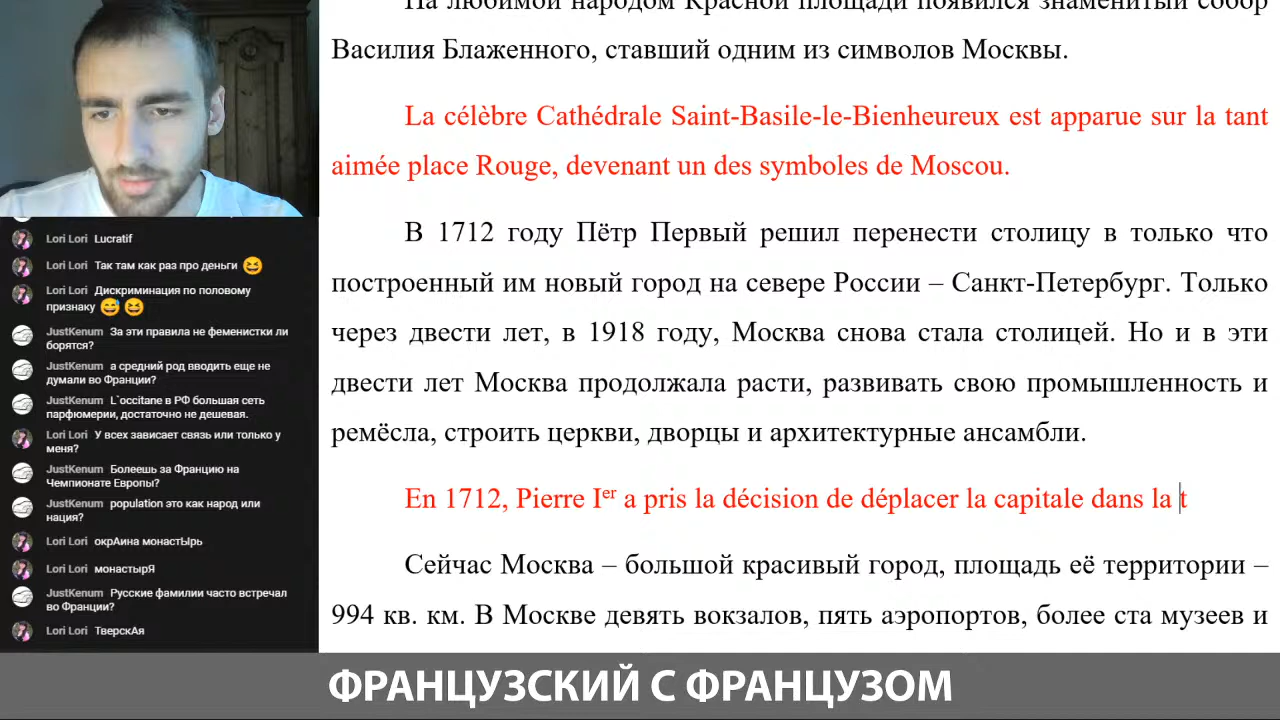 На любимой народом Красной площади появился знаменитый собор
Василия Блаженного, ставший одним из символов Москвы.
La célèbre Cathédrale Saint-Basile-le-Bienheureux est apparue sur la tant
aimée place Rouge, devenant un des symboles de Moscou.
В 1712 году Пётр Первый решил перенести столицу в только что
построенный им новый город на севере России – Санкт-Петербург. Только
через двести лет, в 1918 году, Москва снова стала столицей. Но и в эти
двести лет Москва продолжала расти, развивать свою промышленность и
ремёсла, строить церкви, дворцы и архитектурные ансамбли.
En 1712, Pierre Ier a pris la décision de déplacer la capitale dans la t
Сейчас Москва – большой красивый город, площадь её территории –
994 кв. км. В Москве девять вокзалов, пять аэропортов, более ста музеев и
Lori Lori Lucratif
Lori Lori Так там как раз про деньги 😆
Lori Lori Дискриминация по половому
признаку 😅 😆
JustKenum За эти правила не феменистки ли
борятся?
JustKenum а средний род вводить еще не
думали во Франции?
JustKenum L`occitane в РФ большая сеть
парфюмерии, достаточно не дешевая.
Lori Lori У всех зависает связь или только у
меня?
JustKenum Болеешь за Францию на
Чемпионате Европы?
JustKenum population это как народ или
нация?
Lori Lori окрАина монастЫрь
Lori Lori монастырЯ
JustKenum Русские фамилии часто встречал
во Франции?
Lori Lori ТверскАя
ФРАНЦУЗСКИЙ С ФРАНЦУЗОМ